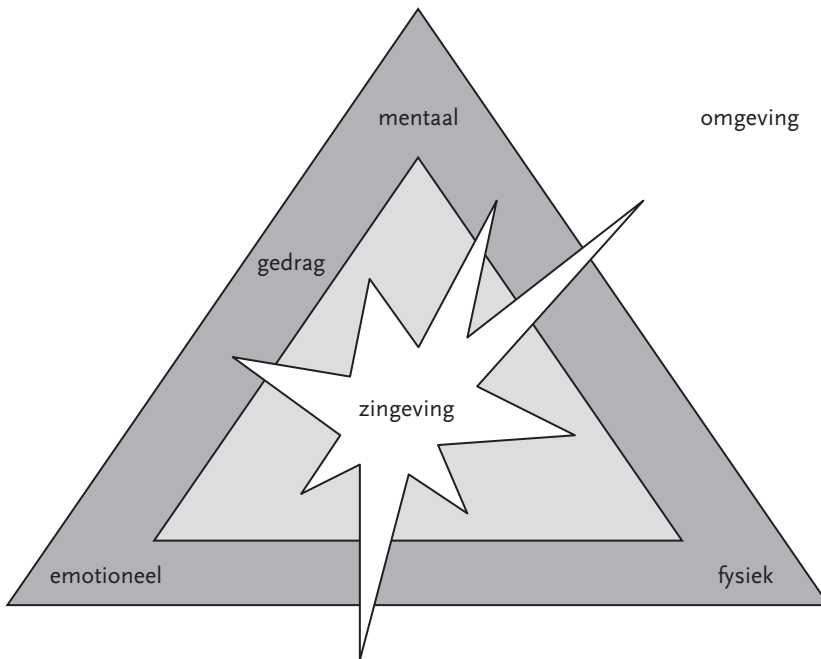 mentaal
omgeving
gedrag
zingeving
emotioneel
fysiek